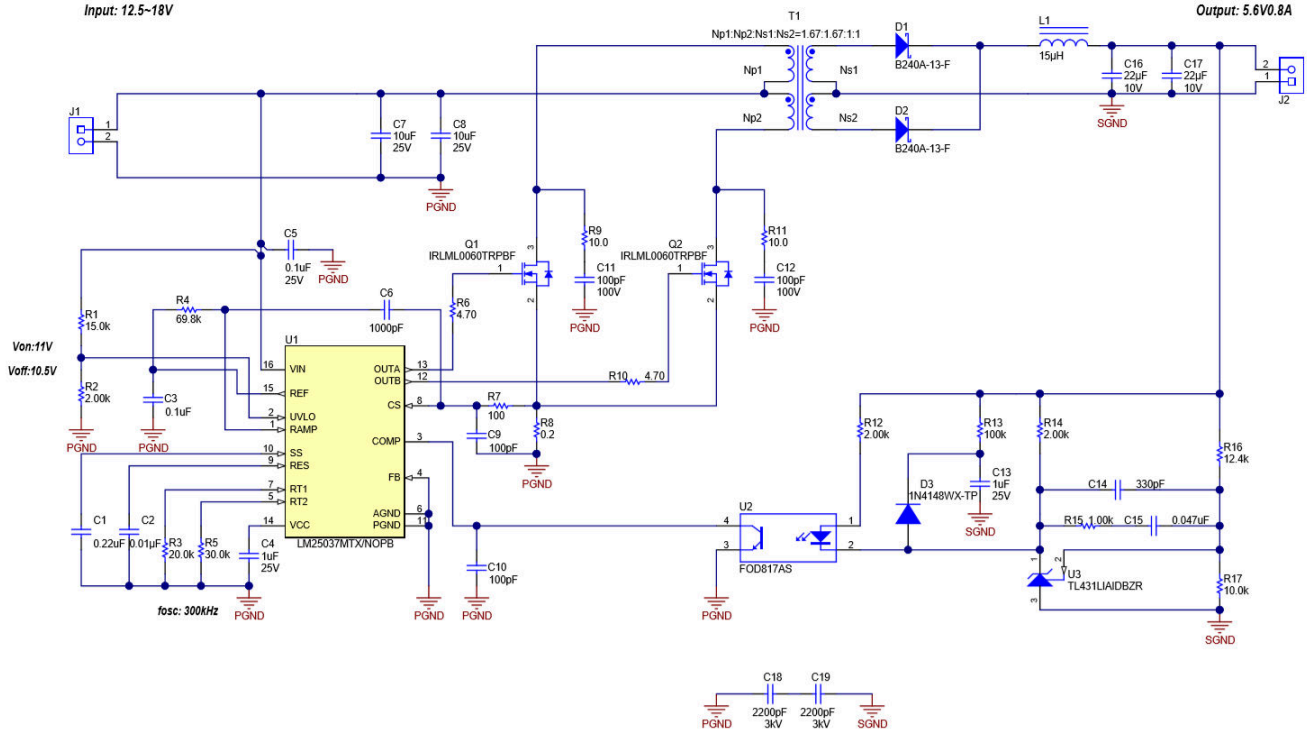 Input: 12.5~18V
T1
Output: 5.6V0.8A
Np1:Np2:Ns1:Ns2=1.67:1.67:1:1
D1
B240A-13-F
L1
15µH
Np1
Ns1
C16
22µF
10V
C17
22µF
10V
2
1
J2
J1
1
2
C7
10uF
25V
C8
10uF
25V
Np2
Ns2
D2
B240A-13-F
SGND
PGND
C5
0.1uF
25V
PGND
Q1
IRLML0060TRPBF
3
1
2
R9
10.0
C11
100pF
100V
PGND
Q2
IRLML0060TRPBF
3
1
2
R11
10.0
C12
100pF
100V
PGND
R1
15.0k
R4
69.8k
C6
1000pF
R6
4.70
Von:11V
Voff:10.5V
R2
2.00k
PGND
C3
0.1uF
PGND
U1
16
VIN
15
REF
2
UVLO
1
RAMP
10
SS
9
RES
7
RT1
5
RT2
14
VCC
OUTA
13
OUTB
12
CS
8
COMP
3
FB
4
AGND
6
PGND
11
LM25037MTX/NOPB
R10
4.70
R7
100
C9
100pF
R8
0.2
PGND
C1
0.22uF
C2
0.01µF
R3
20.0k
R5
30.0k
C4
1uF
25V
fosc: 300kHz
PGND
PGND
C10
100pF
PGND
U2
4
3
1
2
FOD817AS
PGND
R12
2.00k
R13
100k
R14
2.00k
R16
12.4k
D3
1N4148WX-TP
C13
1uF
25V
SGND
C14
330pF
R15
1.00k
C15
0.047uF
1
2
3
U3
TL431LIAIDBZR
R17
10.0k
SGND
C18
2200pF
3kV
C19
2200pF
3kV
PGND
SGND